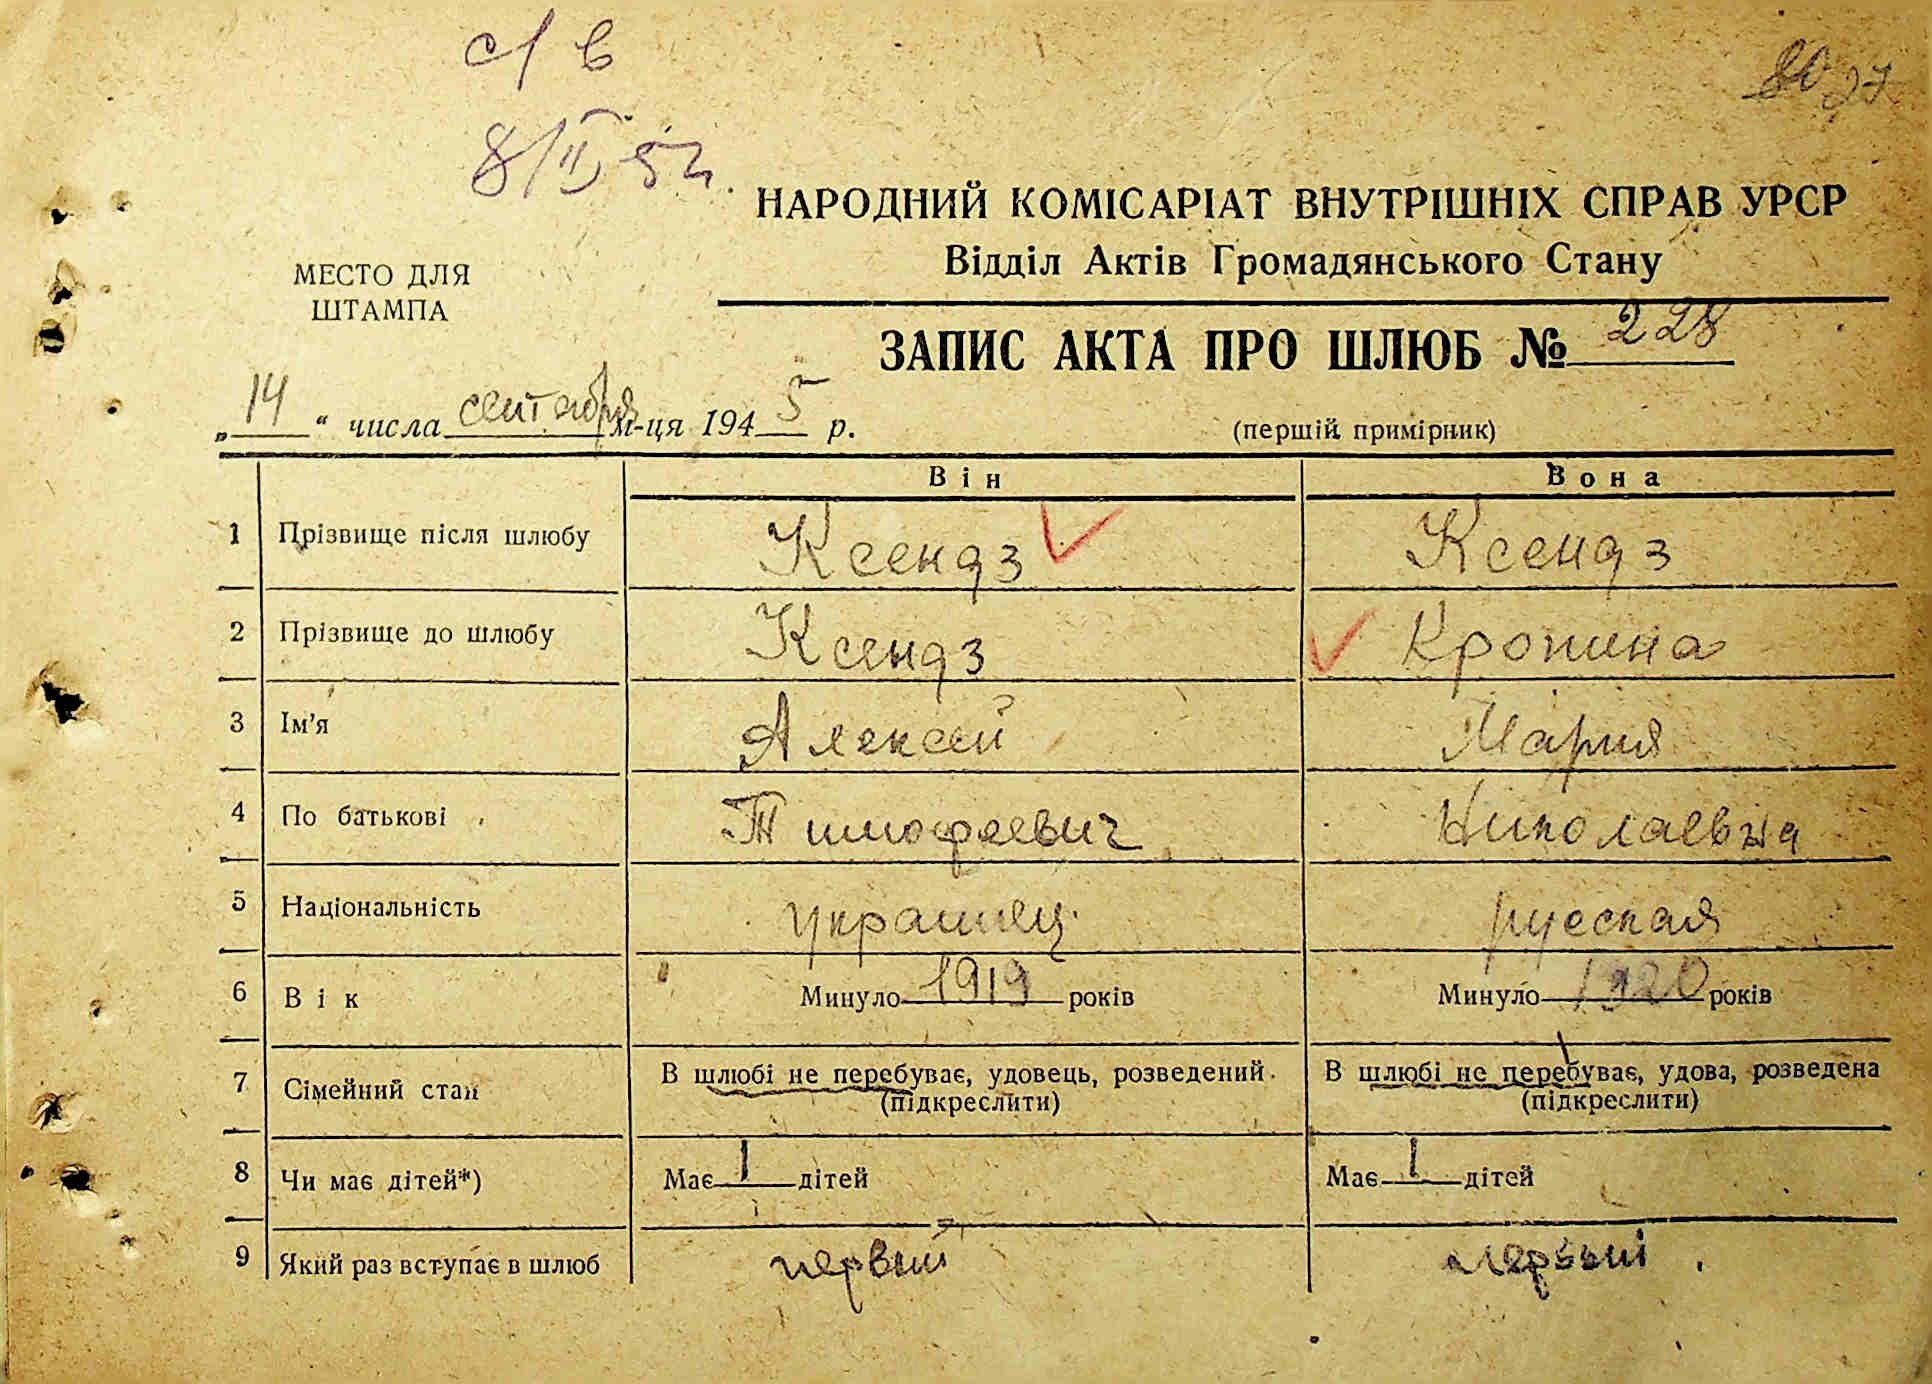 с/ в
80 97
8/II 52.
НАРОДНИЙ КОМІСАРІАТ ВНУТРІШНІХ СПРАВ УРСР
Відділ Актів Громадянського Стану
МЕСТО ДЛЯ
ШТАМПА
ЗАПИС АКТА ПРО ШЛЮБ № 228
„14“ числа сентября м-ця 1945 р.
(першій примірник)
Він Вона
1 Прізвище після шлюбу Ксендз Ксендз
2 Прізвище до шлюбу Ксендз Кропина
3 Ім'я Алексей Мария
4 По батькові Тимофеевич Николаевна
5 Національність украинец. русская
6 Вік Минуло 1919 років Минуло 1920 років
7 Сімейний стан В шлюбі не перебуває, удовець, розведений. В шлюбі не перебуває, удова, розведена
(підкреслити) (підкреслити)
8 Чи має дітей*) Має 1 дітей Має 1 дітей
9 Який раз вступає в шлюб первый первый.